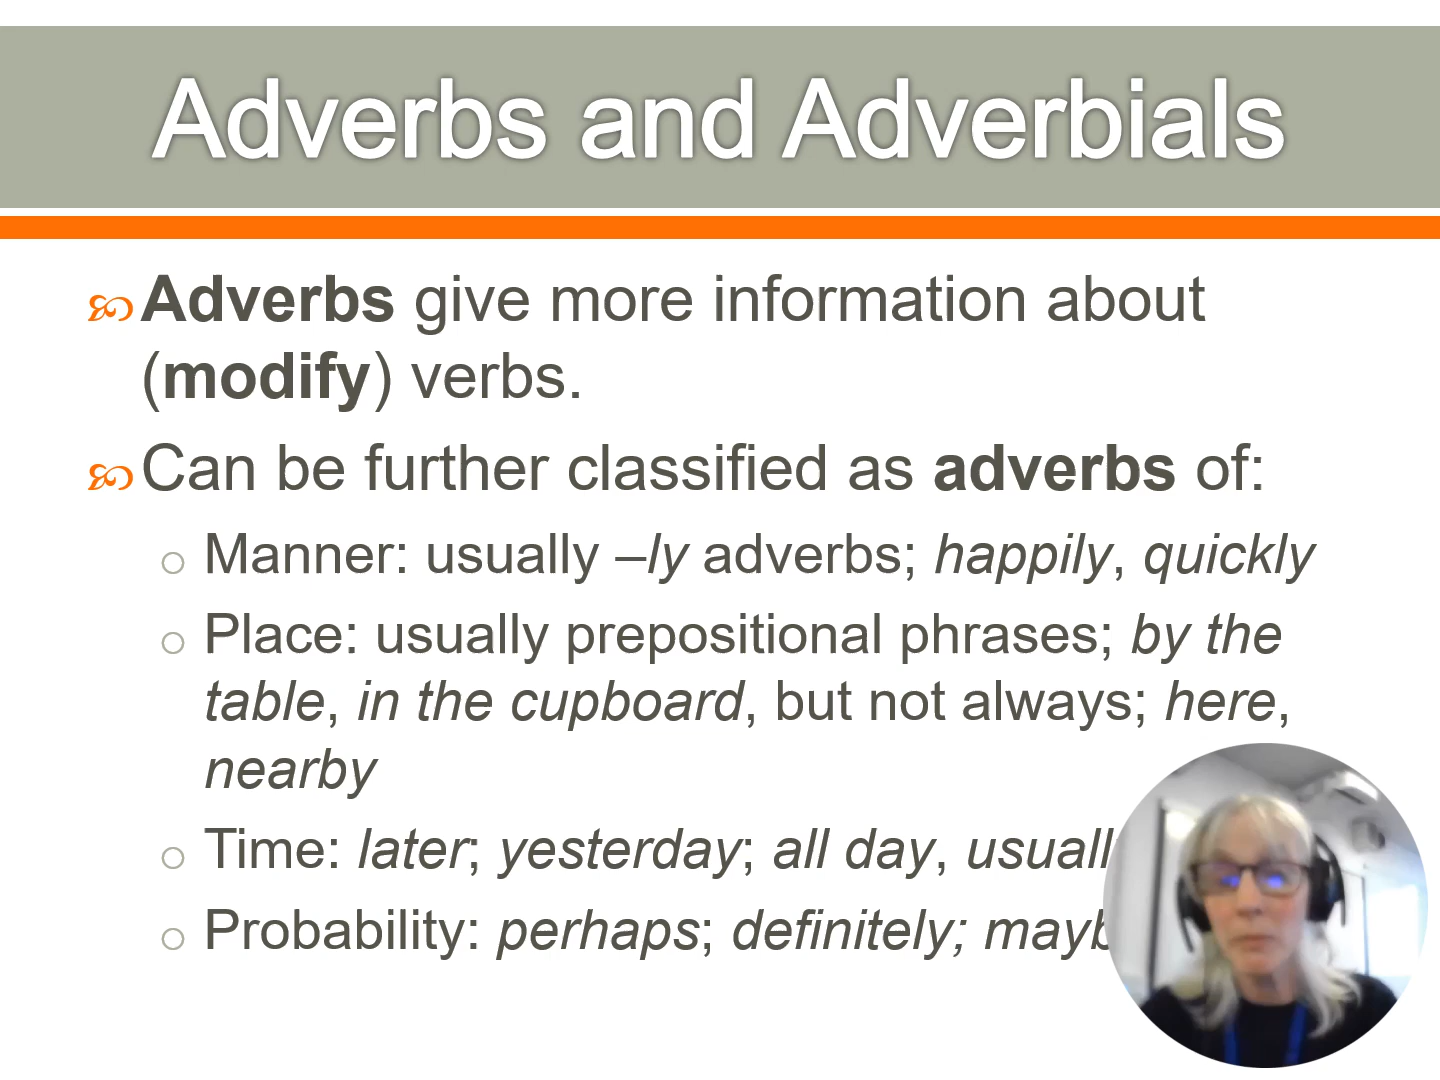 Adverbs and Adverbials
Adverbs give more information about
(modify) verbs.
Can be further classified as adverbs of:
Manner: usually –ly adverbs; happily, quickly
Place: usually prepositional phrases; by the
table, in the cupboard, but not always; here,
nearby
Time: later; yesterday; all day,
Probability: perhaps; definitely;